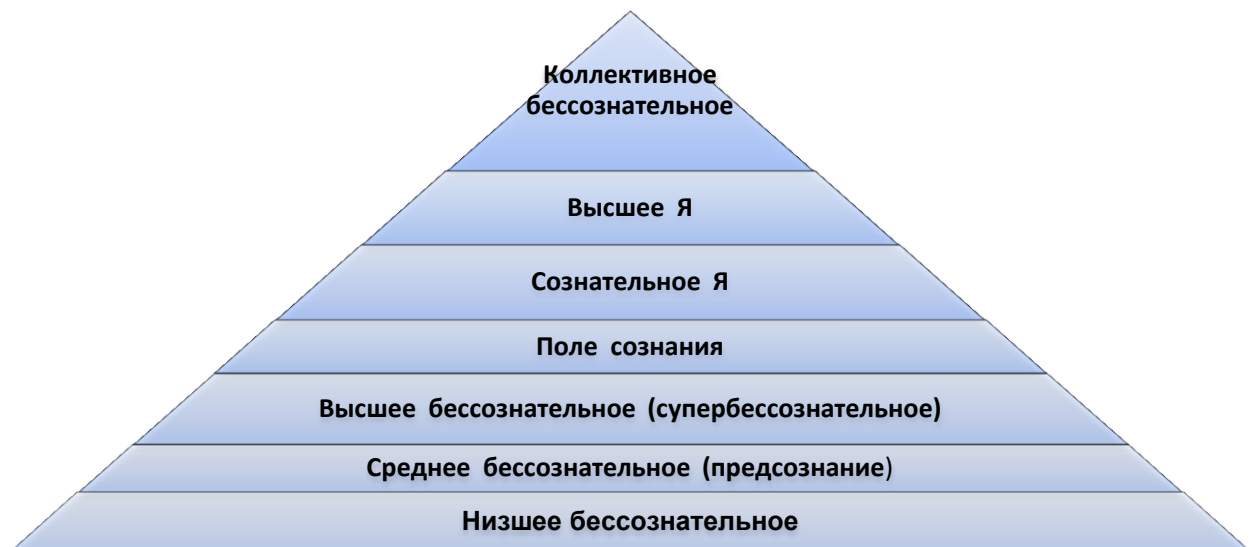 Коллективное
бессознательное
Высшее Я
Сознательное Я
Поле сознания
Высшее бессознательное (супербессознательное)
Среднее бессознательное (предсознание)
Низшее бессознательное